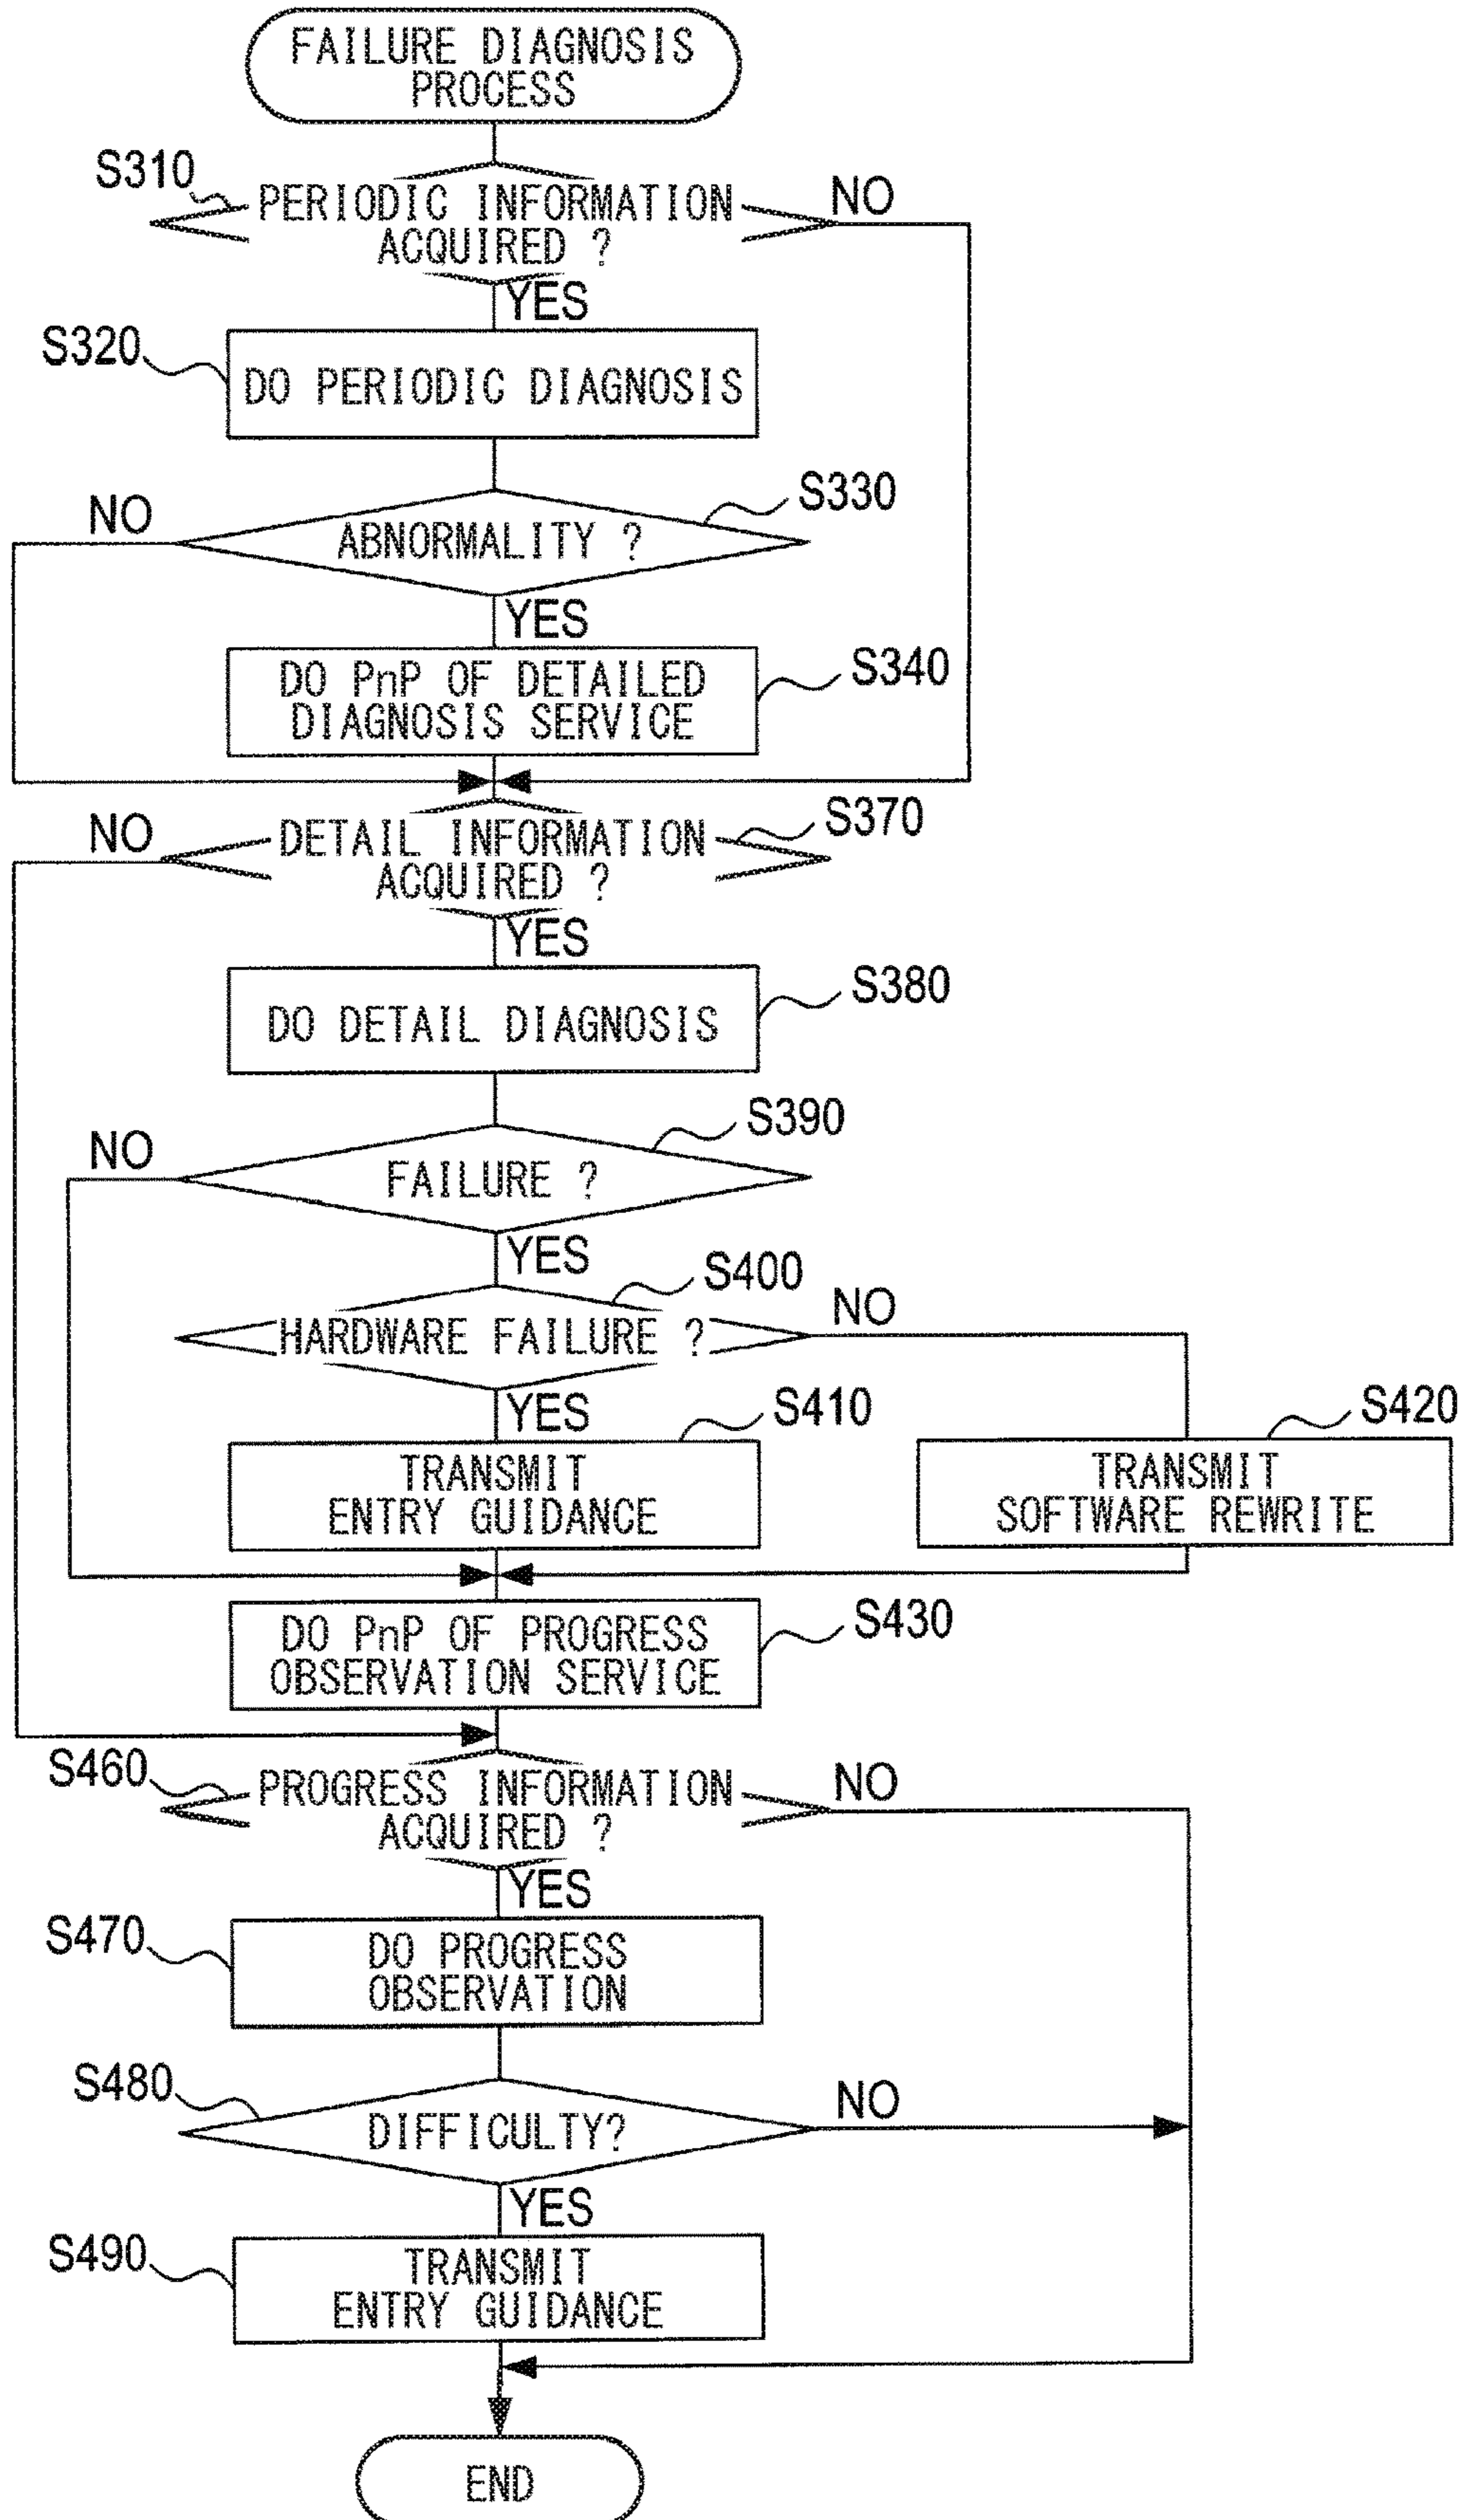 FAILURE DIAGNOSIS
PROCESS
S310
PERIODIC INFORMATION
ACQUIRED ?
NO
YES
S320
DO PERIODIC DIAGNOSIS
S330
NO
ABNORMALITY ?
YES
S340
DO PnP OF DETAILED
DIAGNOSIS SERVICE
S370
NO
DETAIL INFORMATION
ACQUIRED ?
YES
S380
DO DETAIL DIAGNOSIS
S390
NO
FAILURE ?
YES
S400
NO
HARDWARE FAILURE ?
YES
S410
TRANSMIT
ENTRY GUIDANCE
S420
TRANSMIT
SOFTWARE REWRITE
S430
DO PnP OF PROGRESS
OBSERVATION SERVICE
S460
PROGRESS INFORMATION
ACQUIRED ?
NO
YES
S470
DO PROGRESS
OBSERVATION
S480
DIFFICULTY?
NO
YES
S490
TRANSMIT
ENTRY GUIDANCE
END